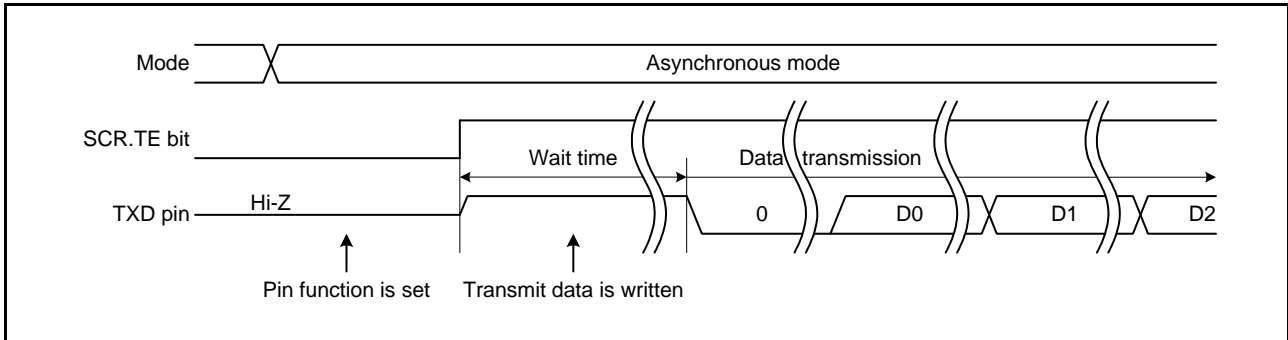 Mode
Asynchronous mode
SCR.TE bit
Wait time
Data transmission
TXD pin
Hi-Z
0
D0
D1
D2
Pin function is set
Transmit data is written